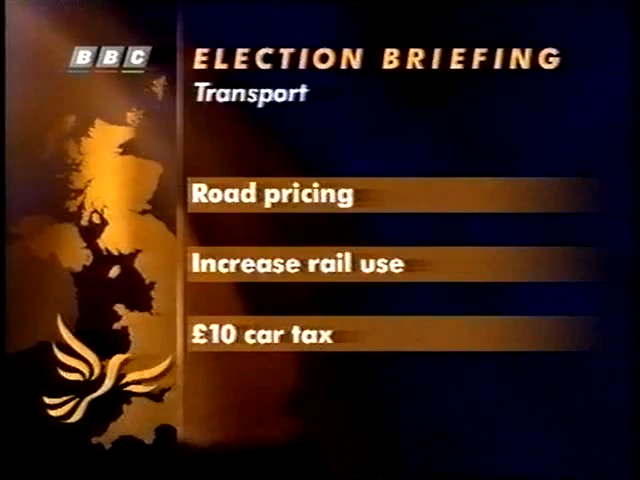 BBC ELECTION BRIEFING
Transport
Road pricing
Increase rail use
£10 car tax